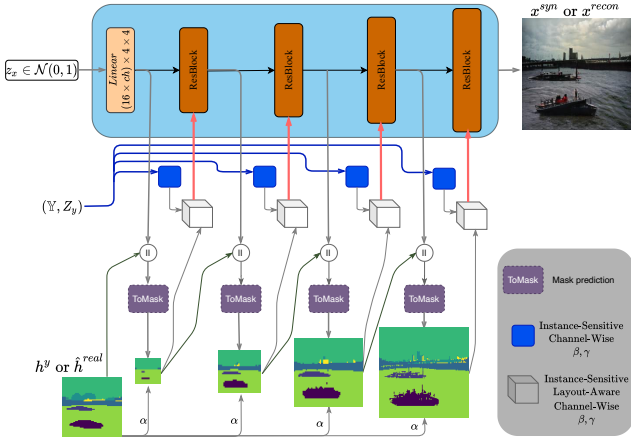 x^{syn} or x^{recon}
z_x ∈ N(0,1)
Linear
(16 × ch) × 4 × 4
ResBlock
ResBlock
ResBlock
ResBlock
(𝕐, Z_y)
=
=
=
=
ToMask
ToMask
ToMask
ToMask
ToMask
Mask prediction
Instance-Sensitive
Channel-Wise
β, γ
Instance-Sensitive
Layout-Aware
Channel-Wise
β, γ
h^y or ĥ^{real}
α
α
α
α